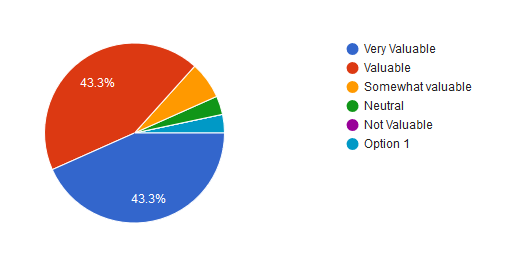 43.3%
43.3%
Very Valuable
Valuable
Somewhat valuable
Neutral
Not Valuable
Option 1